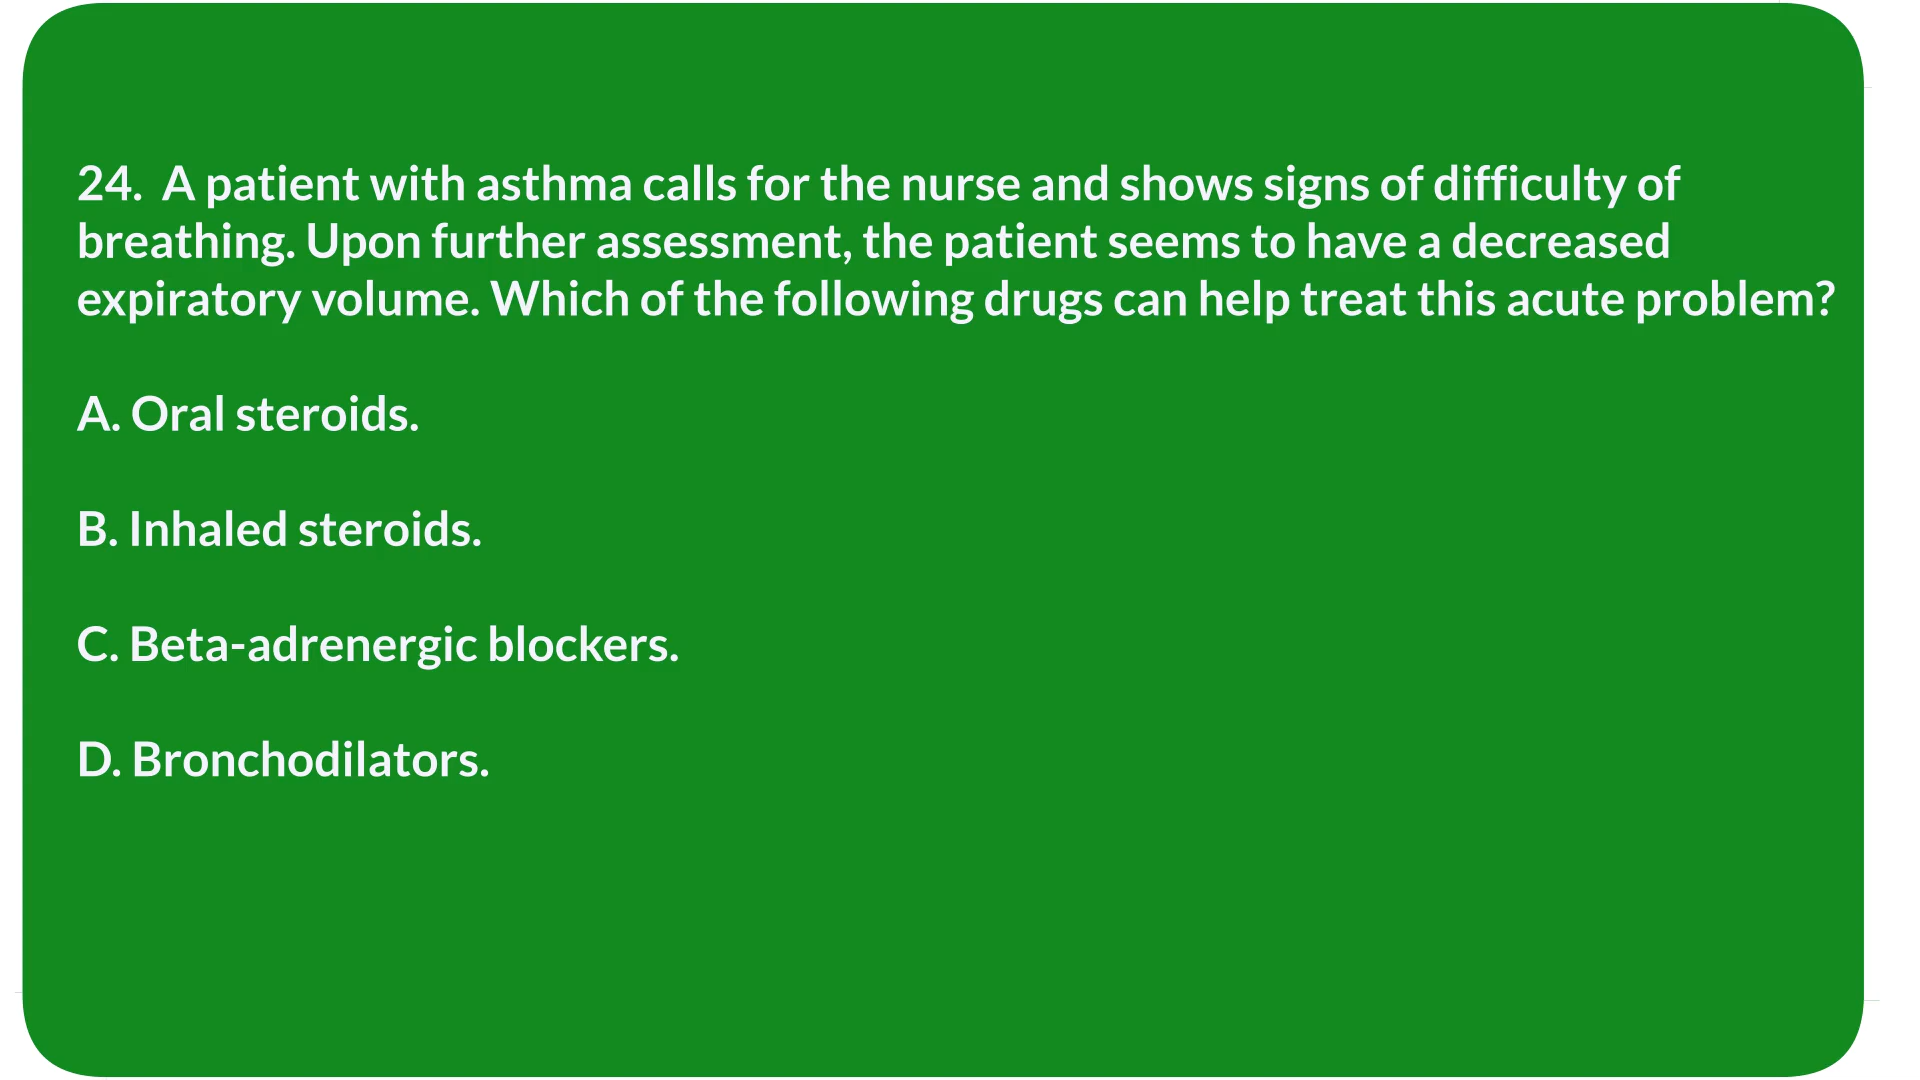 24.  A patient with asthma calls for the nurse and shows signs of difficulty of
breathing. Upon further assessment, the patient seems to have a decreased
expiratory volume. Which of the following drugs can help treat this acute problem?
A. Oral steroids.
B. Inhaled steroids.
C. Beta-adrenergic blockers.
D. Bronchodilators.